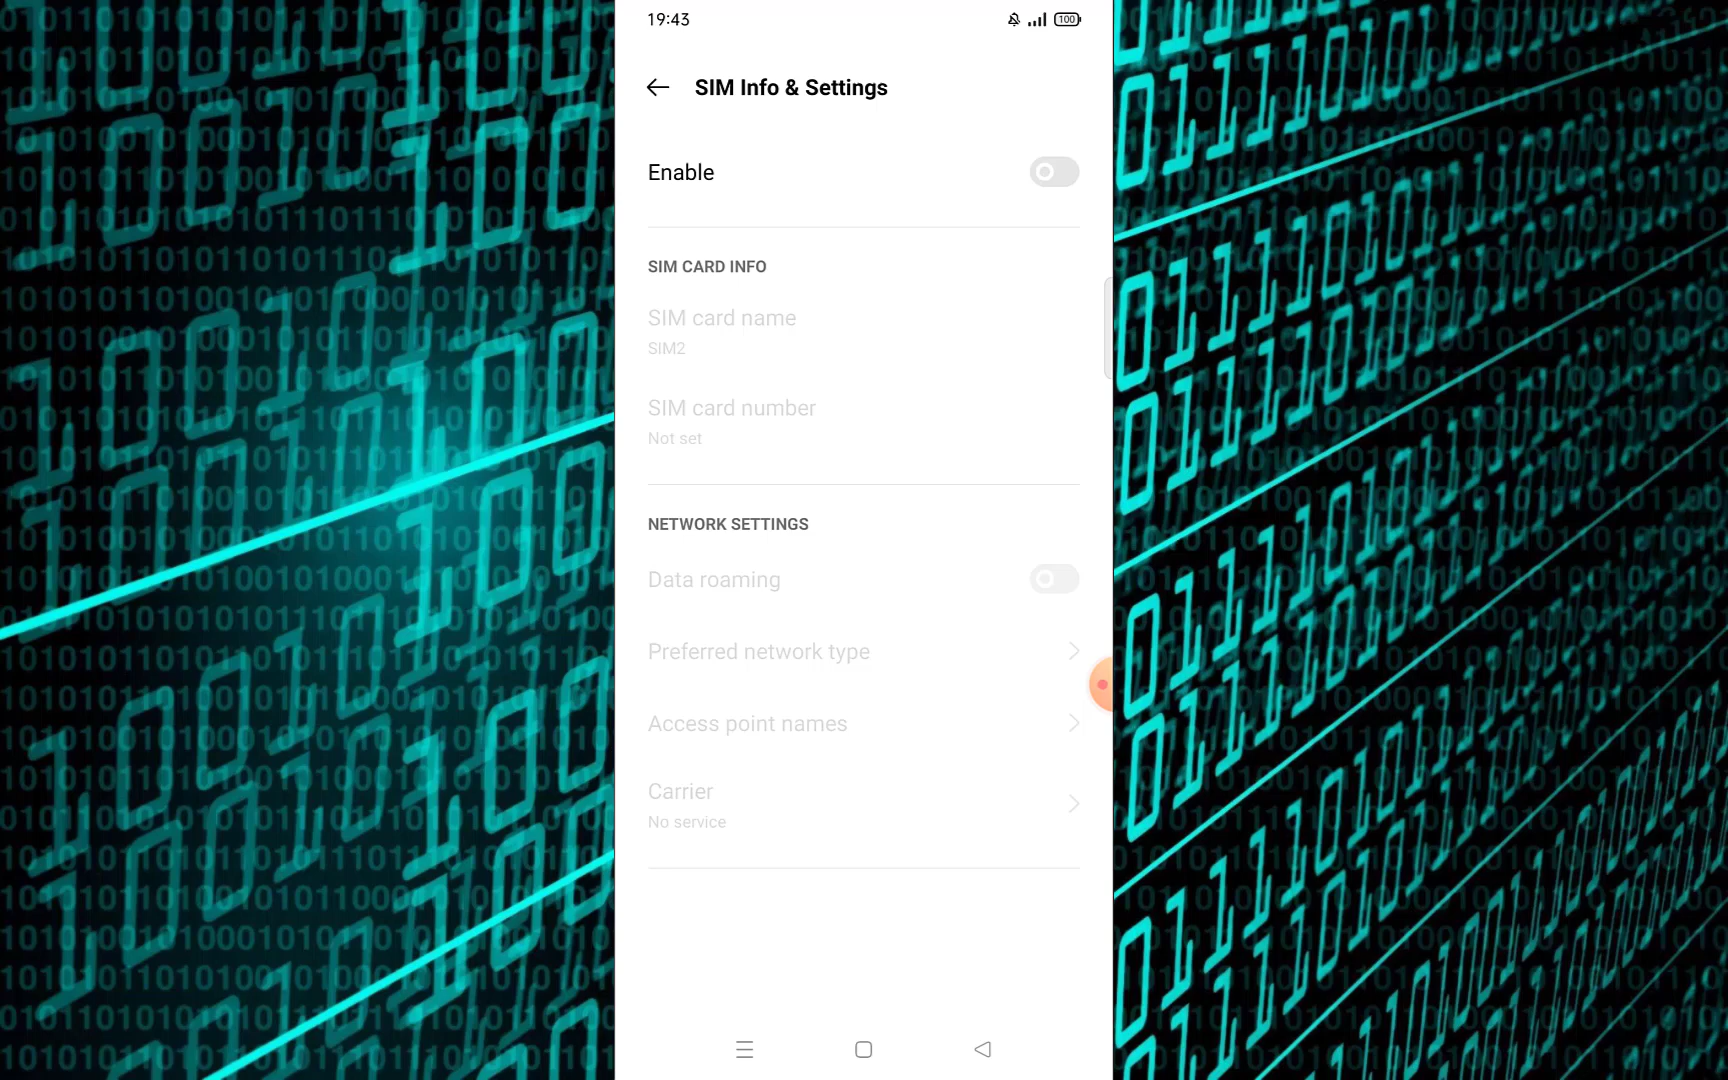 19:43
100
SIM Info & Settings
Enable
SIM CARD INFO
SIM card name
SIM2
SIM card number
Not set
NETWORK SETTINGS
Data roaming
Preferred network type
Access point names
Carrier
No service